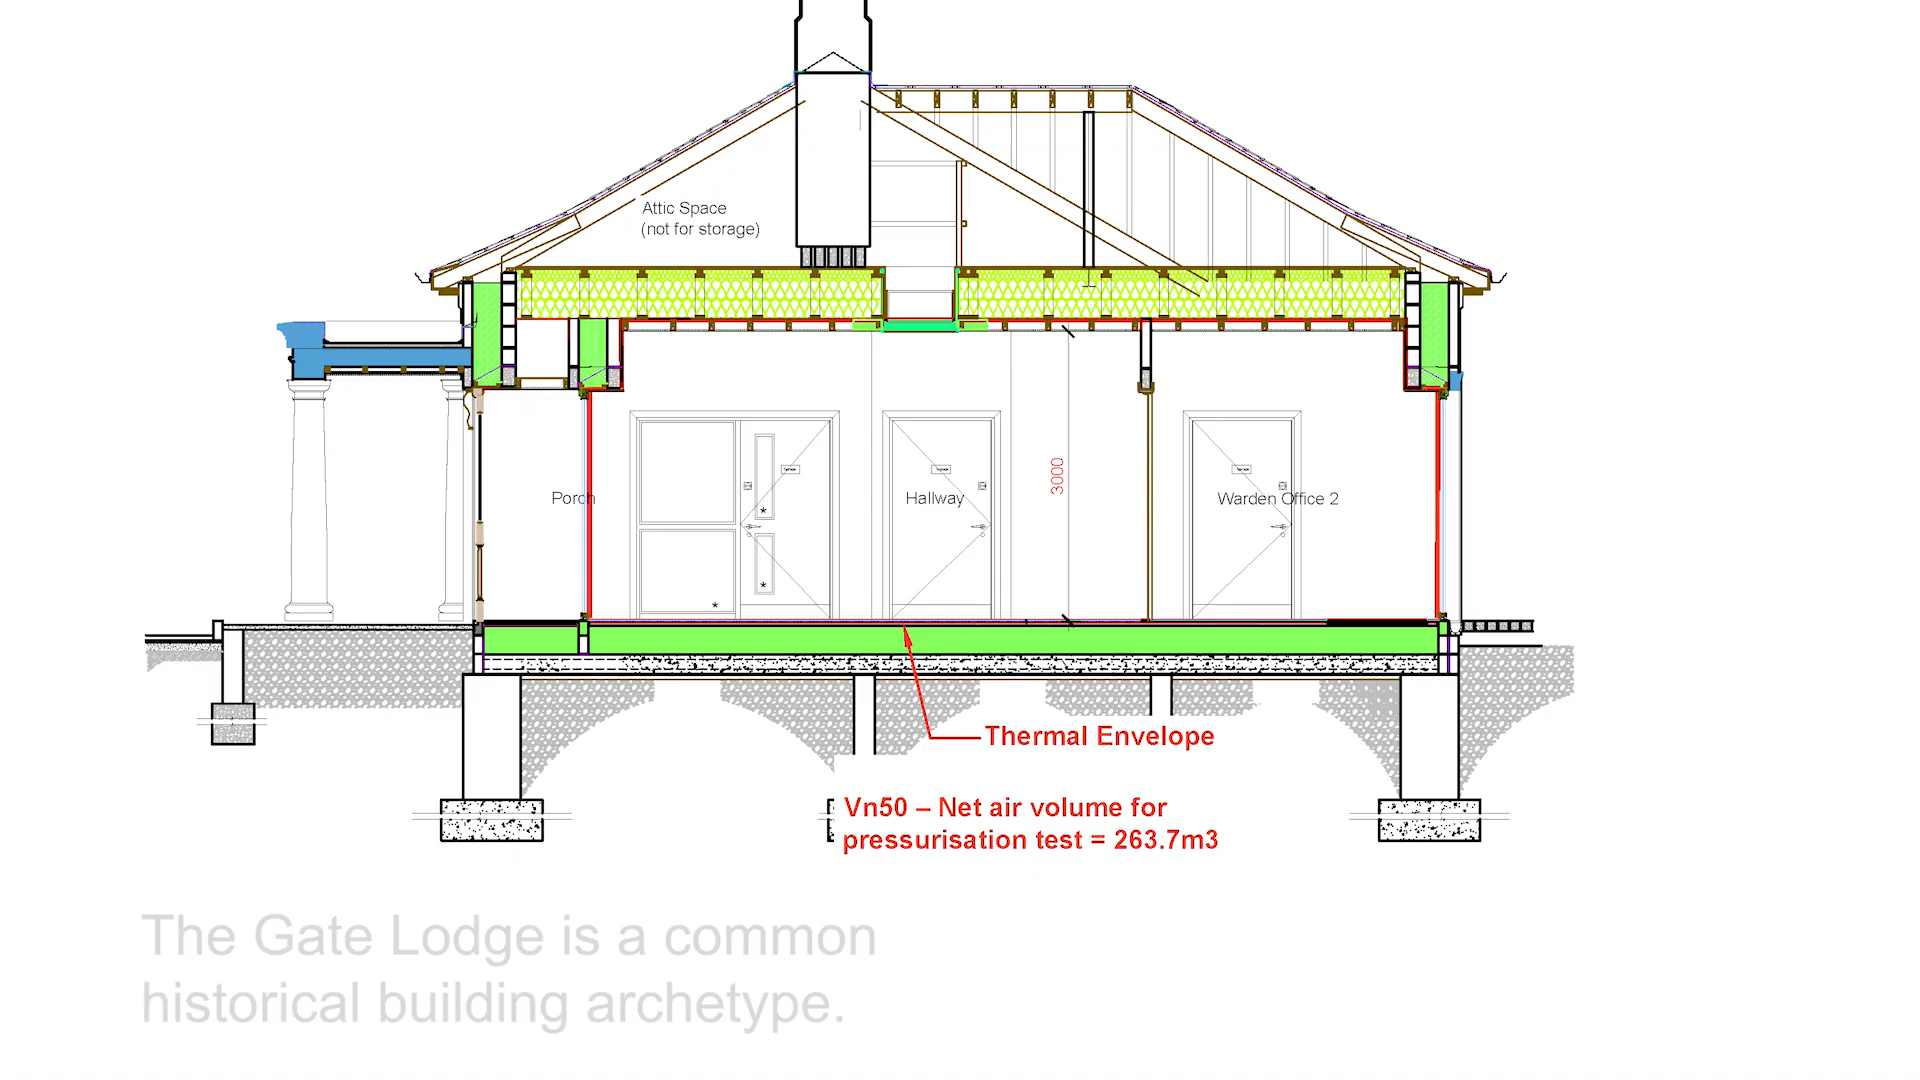 Attic Space
(not for storage)
3000
Porch
Hallway
Warden Office 2
Thermal Envelope
Vn50 – Net air volume for
pressurisation test = 263.7m3
The Gate Lodge is a common
historical building archetype.